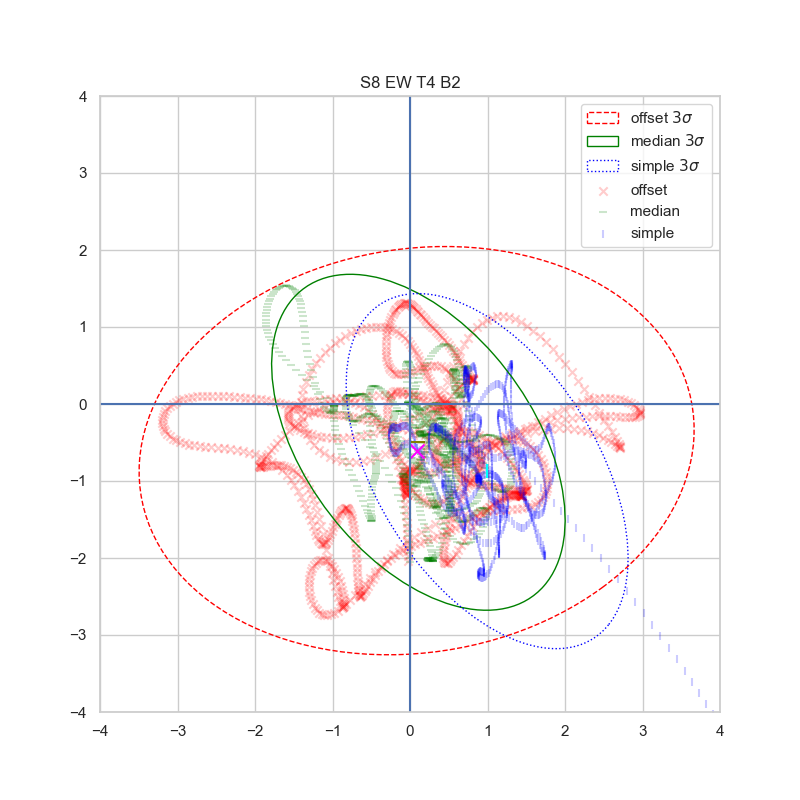 S8 EW T4 B2
offset 3σ
median 3σ
simple 3σ
offset
median
simple
4
3
2
1
0
−1
−2
−3
−4
−4 −3 −2 −1 0 1 2 3 4